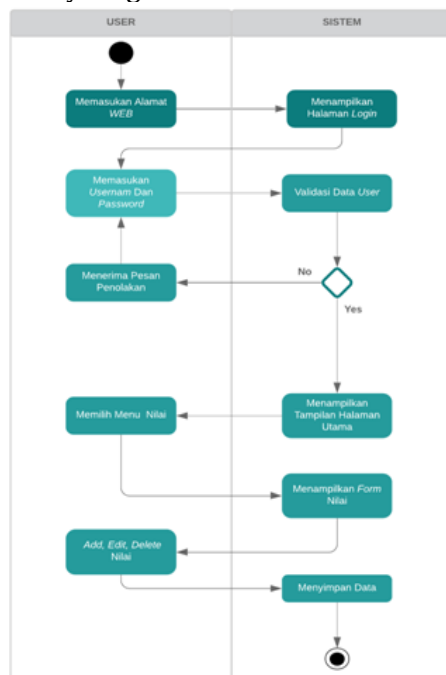 USER
SISTEM
Memasukan Alamat
WEB
Menampilkan
Halaman Login
Memasukan
Usernam Dan
Password
Validasi Data User
Menerima Pesan
Penolakan
No
Yes
Memilih Menu Nilai
Menampilkan
Tampilan Halaman
Utama
Menampilkan Form
Nilai
Add, Edit, Delete
Nilai
Menyimpan Data